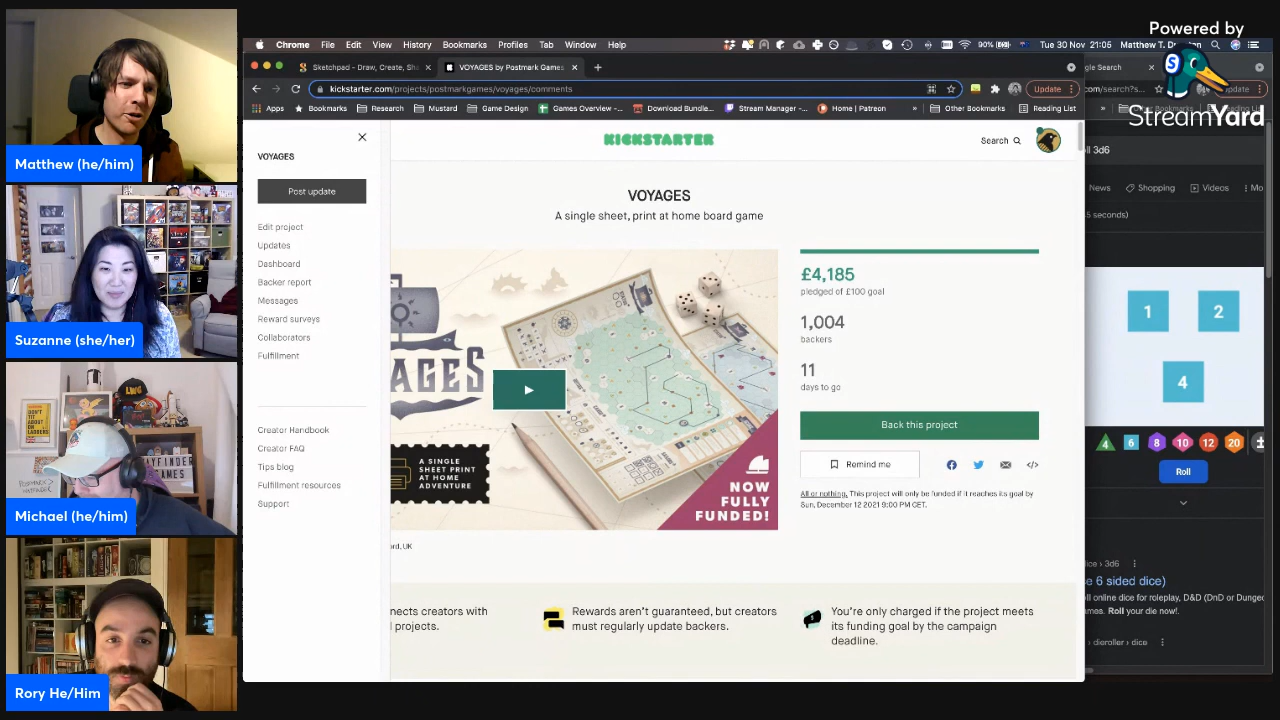 Powered by
StreamYard
Matthew (he/him)
Suzanne (she/her)
Michael (he/him)
Rory He/Him
Chrome File Edit View History Bookmarks Profiles Tab Window Help
90% Tue 30 Nov 21:05
Sketchpad - Draw, Create, Sha
VOYAGES by Postmark Games
kickstarter.com/projects/postmarkgames/voyages/comments
Update
Apps Bookmarks Research Mustard Game Design Games Overview -... Download Bundle... Stream Manager -... Home | Patreon » Other Bookmarks Reading List
VOYAGES
Post update
Edit project
Updates
Dashboard
Backer report
Messages
Reward surveys
Collaborators
Fulfillment
Creator Handbook
Creator FAQ
Tips blog
Fulfillment resources
Support
KICKSTARTER
Search
VOYAGES
A single sheet, print at home board game
AGES
A SINGLE
SHEET PRINT
AT HOME
ADVENTURE
NOW
FULLY
FUNDED!
£4,185
pledged of £100 goal
1,004
backers
11
days to go
Back this project
Remind me
All or nothing. This project will only be funded if it reaches its goal by
Sun, December 12 2021 9:00 PM CET.
nects creators with
projects.
Rewards aren't guaranteed, but creators
must regularly update backers.
You're only charged if the project meets
its funding goal by the campaign
deadline.
3d6
News Shopping Videos
seconds)
1 2
4
4 6 8 10 12 20
Roll
6 sided dice)